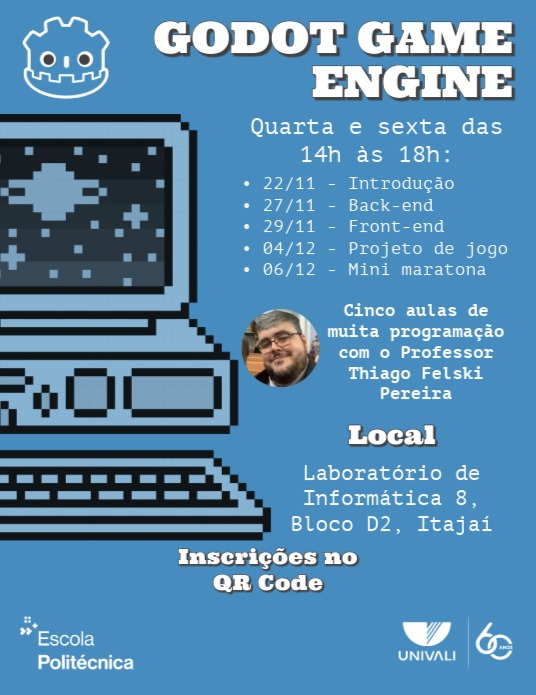 GODOT GAME
ENGINE
Quarta e sexta das
14h às 18h:
• 22/11 - Introdução
• 27/11 - Back-end
• 29/11 - Front-end
• 04/12 - Projeto de jogo
• 06/12 - Mini maratona
Cinco aulas de
muita programação
com o Professor
Thiago Felski
Pereira
Local
Laboratório de
Informática 8,
Bloco D2, Itajaí
Inscrições no
QR Code
Escola
Politécnica
UNIVALI
60 ANOS